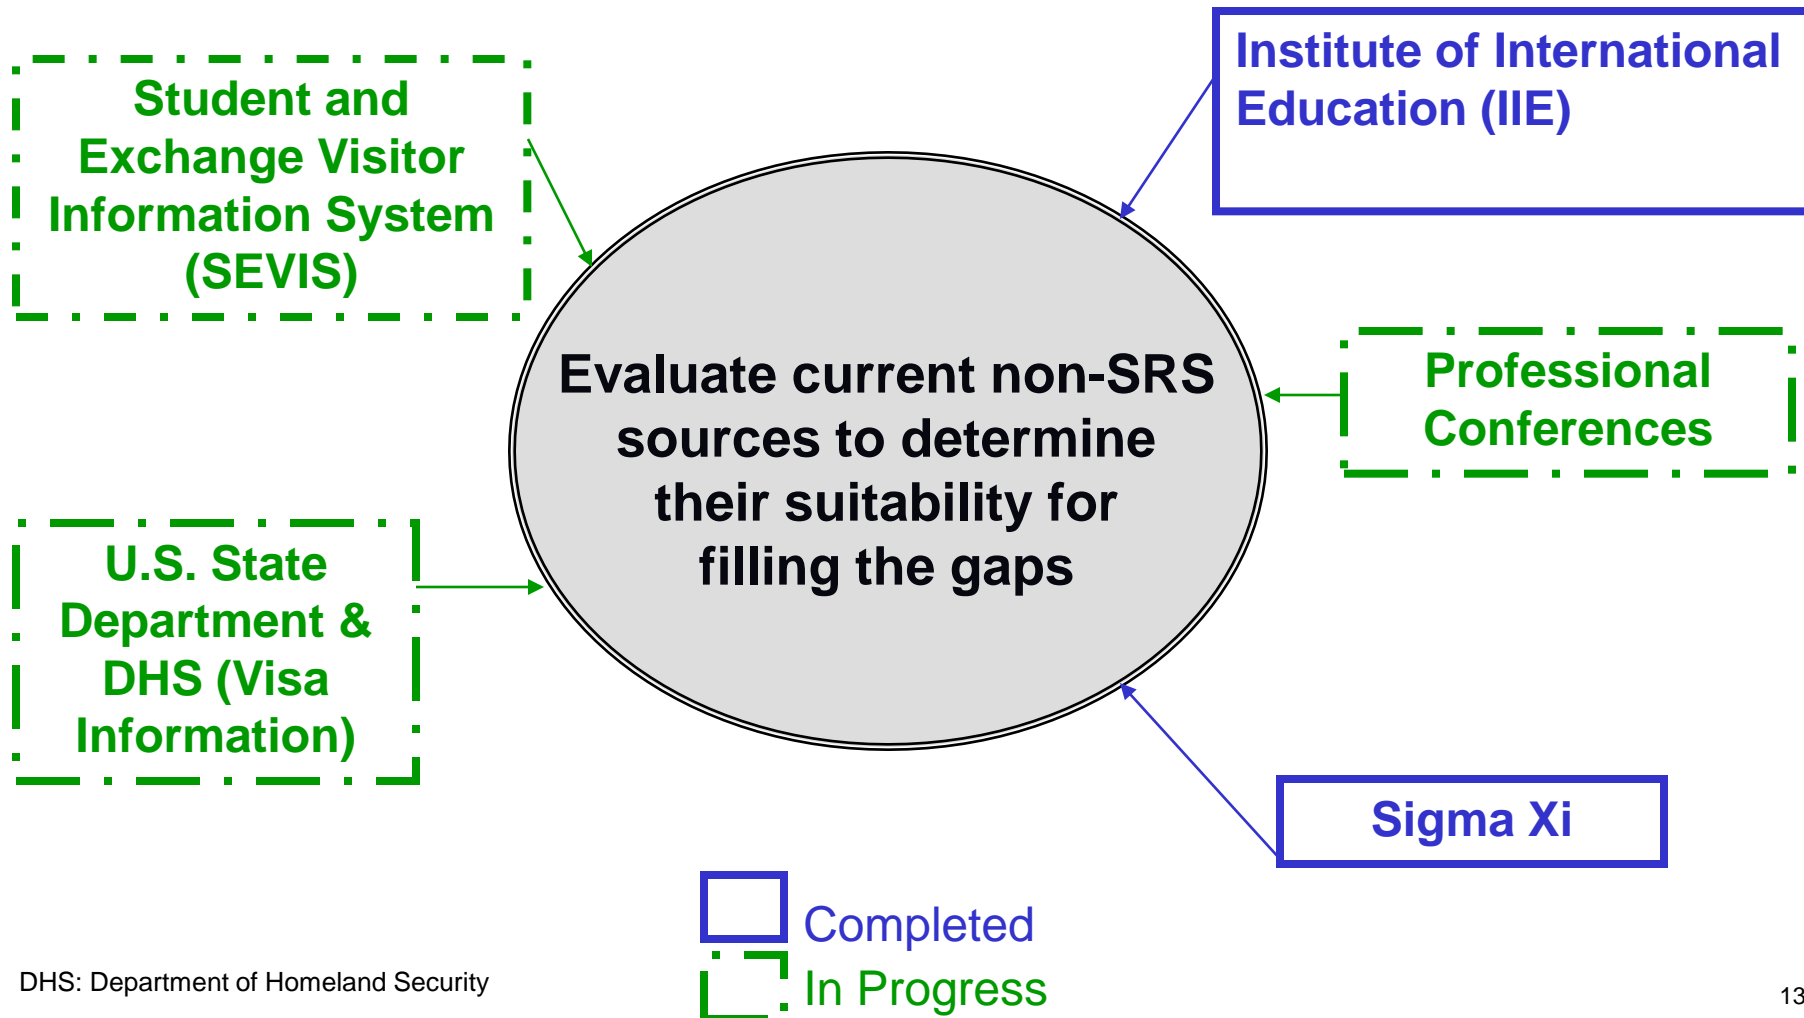 Student and
Exchange Visitor
Information System
(SEVIS)
Institute of International
Education (IIE)
Evaluate current non-SRS
sources to determine
their suitability for
filling the gaps
Professional
Conferences
U.S. State
Department &
DHS (Visa
Information)
Sigma Xi
Completed
In Progress
DHS: Department of Homeland Security
13